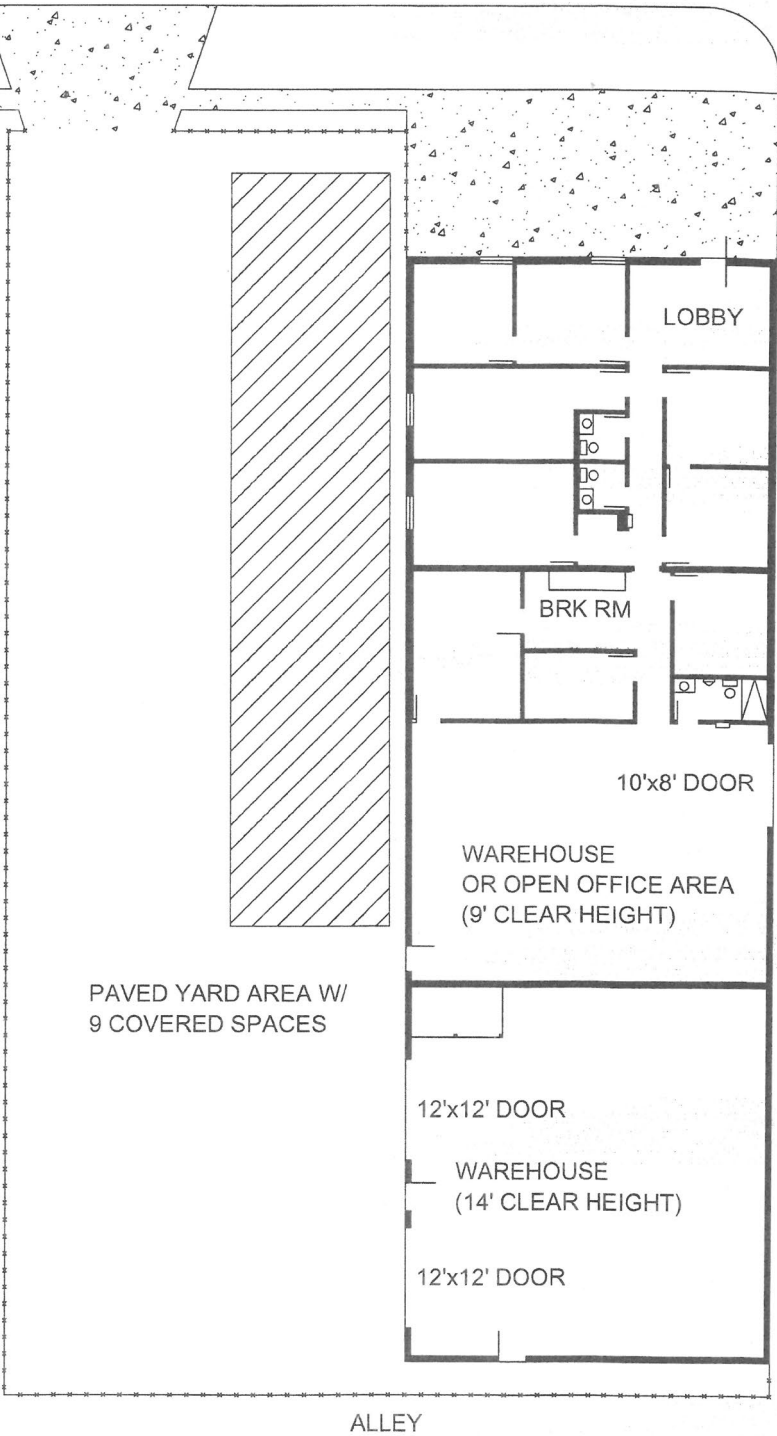 LOBBY
BRK RM
10'x8' DOOR
WAREHOUSE
OR OPEN OFFICE AREA
(9' CLEAR HEIGHT)
PAVED YARD AREA W/
9 COVERED SPACES
12'x12' DOOR
WAREHOUSE
(14' CLEAR HEIGHT)
12'x12' DOOR
ALLEY